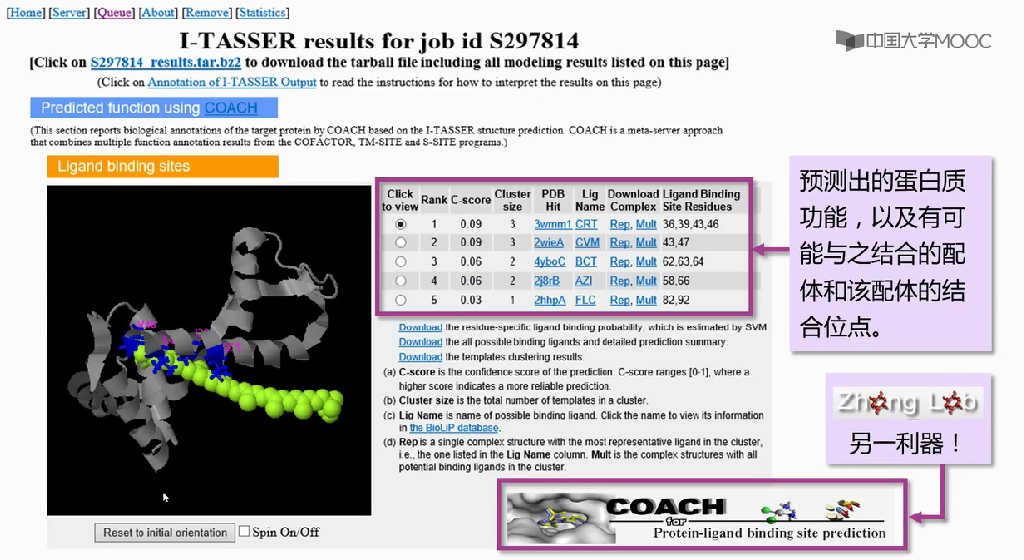 [Home] [Server] [Queue] [About] [Remove] [Statistics]
中国大学MOOC
I-TASSER results for job id S297814
[Click on S297814_results.tar.bz2 to download the tarball file including all modeling results listed on this page]
(Click on Annotation of I-TASSER Output to read the instructions for how to interpret the results on this page)
Predicted function using COACH
(This section reports biological annotations of the target protein by COACH based on the I-TASSER structure prediction. COACH is a meta-server approach
that combines multiple function annotation results from the COFACTOR, TM-SITE and S-SITE programs.)
Ligand binding sites
Click to view Rank C-score Cluster size PDB Hit Lig Name Download Complex Ligand Binding Site Residues
1 0.09 3 3wmm1 CRT Rep, Mult 36,39,43,46
2 0.09 3 2wieA CVM Rep, Mult 43,47
3 0.06 2 4yboC BCT Rep, Mult 62,63,64
4 0.06 2 2j8rB AZI Rep, Mult 58,66
5 0.03 1 2hhpA FLC Rep, Mult 82,92
Download the residue-specific ligand binding probability, which is estimated by SVM
Download the all possible binding ligands and detailed prediction summary.
Download the templates clustering results.
(a) C-score is the confidence score of the prediction. C-score ranges [0-1], where a
higher score indicates a more reliable prediction.
(b) Cluster size is the total number of templates in a cluster.
(c) Lig Name is name of possible binding ligand. Click the name to view its information
in the BioLiP database.
(d) Rep is a single complex structure with the most representative ligand in the cluster,
i.e., the one listed in the Lig Name column. Mult is the complex structures with all
potential binding ligands in the cluster.
Reset to initial orientation Spin On/Off
预测出的蛋白质
功能，以及有可
能与之结合的配
体和该配体的结
合位点。
Zhang Lab
另一利器！
COACH
for
Protein-ligand binding site prediction